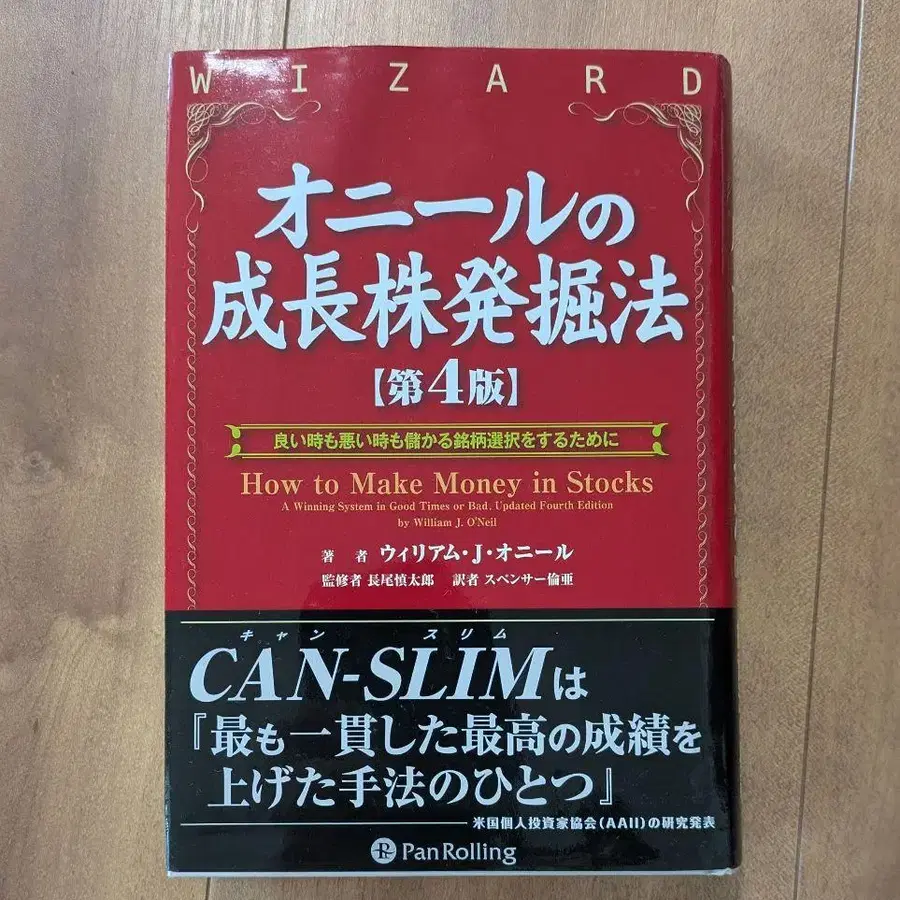 WIZARD
オニールの
成長株発掘法
【第4版】
良い時も悪い時も儲かる銘柄選択をするために
How to Make Money in Stocks
A Winning System in Good Times or Bad, Updated Fourth Edition
by William J. O'Neil
著 者 ウィリアム・J・オニール
監修者 長尾慎太郎 訳者 スペンサー倫亜
キャン スリム
CAN-SLIMは
『最も一貫した最高の成績を
上げた手法のひとつ』
米国個人投資家協会(AAII)の研究発表
PanRolling